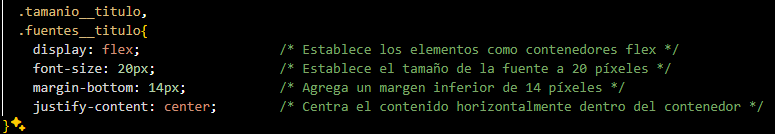 .tamanio__titulo,
.fuentes__titulo{
display: flex; /* Establece los elementos como contenedores flex */
font-size: 20px; /* Establece el tamaño de la fuente a 20 píxeles */
margin-bottom: 14px; /* Agrega un margen inferior de 14 píxeles */
justify-content: center; /* Centra el contenido horizontalmente dentro del contenedor */
}